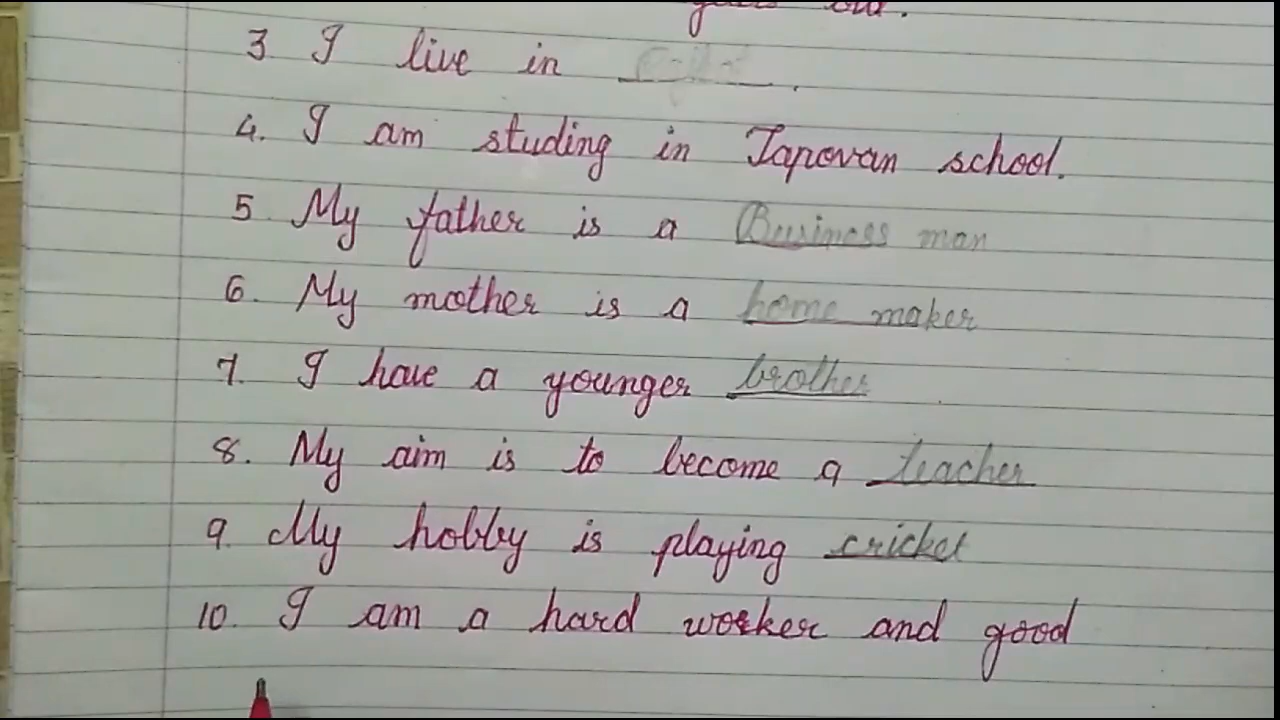 3 I live in
4. I am studing in Tapovan school.
5 My father is a Business man
6. My mother is a home maker
7. I have a younger brother
8. My aim is to become a teacher
9. My hobby is playing cricket
10. I am a hard worker and good